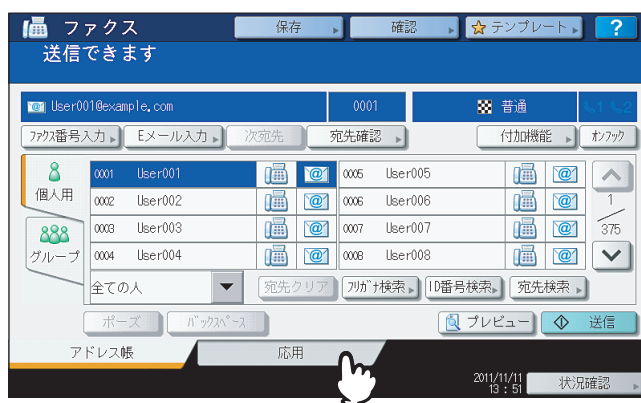 ファクス 保存 確認 テンプレート ?
送信できます
User001@example.com 0001 普通 1 2
ﾌｧｸｽ番号入力 Eメール入力 次宛先 宛先確認 付加機能 ｵﾝﾌｯｸ
個人用
グループ
0001 User001 0005 User005
0002 User002 0006 User006
0003 User003 0007 User007
0004 User004 0008 User008
1
375
全ての人 宛先クリア ﾌﾘｶﾞﾅ検索 ID番号検索 宛先検索
ポーズ ﾊﾞｯｸｽﾍﾟｰｽ プレビュー 送信
アドレス帳 応用
2011/11/11
13 : 51
状況確認